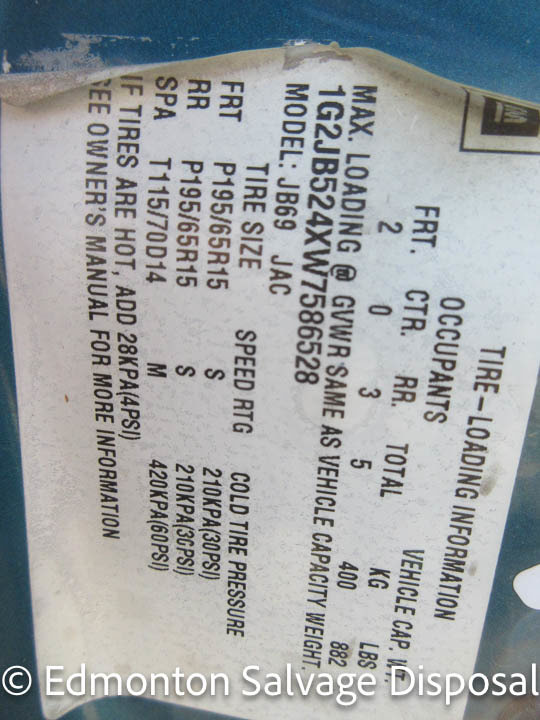 GM
TIRE-LOADING INFORMATION
OCCUPANTS VEHICLE CAP. WT.
FRT. CTR. RR. TOTAL KG LBS
2 0 3 5 400 882
MAX. LOADING @ GVWR SAME AS VEHICLE CAPACITY WEIGHT.
1G2JB524XW7586528
MODEL: JB69 JAC
TIRE SIZE SPEED RTG COLD TIRE PRESSURE
FRT P195/65R15 S 210KPA(30PSI)
RR P195/65R15 S 210KPA(30PSI)
SPA T115/70D14 M 420KPA(60PSI)
IF TIRES ARE HOT, ADD 28KPA(4PSI)
SEE OWNER'S MANUAL FOR MORE INFORMATION
© Edmonton Salvage Disposal